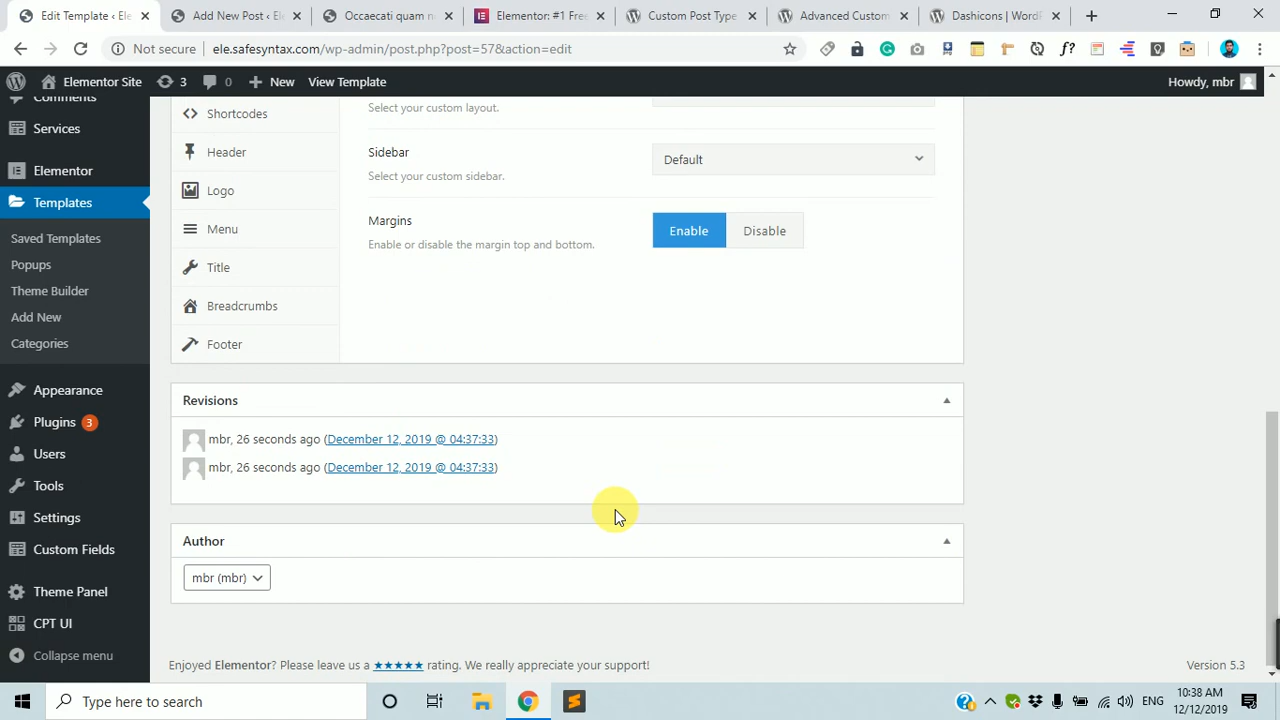 Edit Template ‹ Ele
Add New Post ‹ El
Occaecati quam n
Elementor: #1 Free
Custom Post Type
Advanced Custom
Dashicons | WordP
Not secure
ele.safesyntax.com/wp-admin/post.php?post=57&action=edit
Elementor Site
3
New
View Template
Howdy, mbr
Comments
Services
Elementor
Templates
Saved Templates
Popups
Theme Builder
Add New
Categories
Appearance
Plugins 3
Users
Tools
Settings
Custom Fields
Theme Panel
CPT UI
Collapse menu
Shortcodes
Header
Logo
Menu
Title
Breadcrumbs
Footer
Select your custom layout.
Sidebar
Default
Select your custom sidebar.
Margins
Enable
Disable
Enable or disable the margin top and bottom.
Revisions
mbr, 26 seconds ago (December 12, 2019 @ 04:37:33)
mbr, 26 seconds ago (December 12, 2019 @ 04:37:33)
Author
mbr (mbr)
Enjoyed Elementor? Please leave us a ★★★★★ rating. We really appreciate your support!
Version 5.3
Type here to search
ENG
10:38 AM
12/12/2019